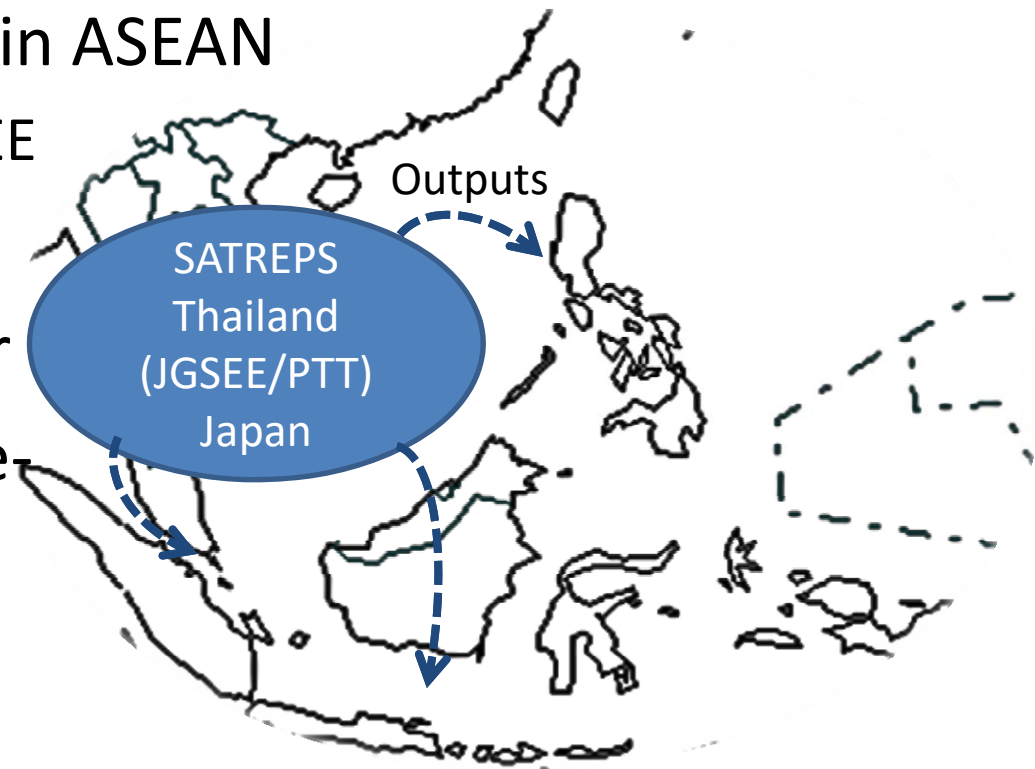 in ASEAN
EE
Outputs
SATREPS
Thailand
(JGSEE/PTT)
Japan
r
e-